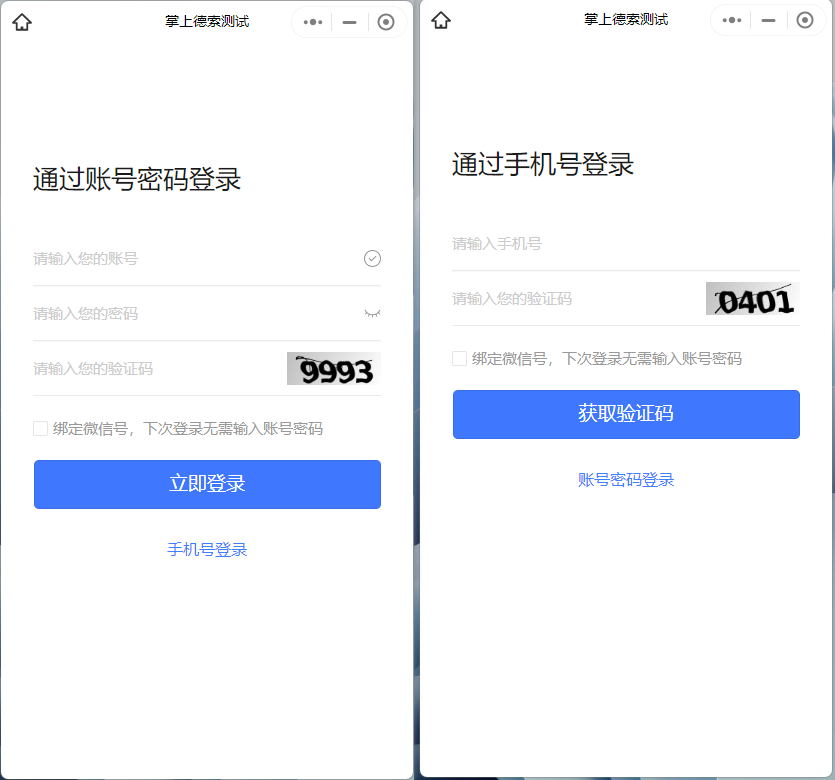 掌上德索测试
通过账号密码登录
请输入您的账号
请输入您的密码
请输入您的验证码
9993
绑定微信号，下次登录无需输入账号密码
立即登录
手机号登录
掌上德索测试
通过手机号登录
请输入手机号
请输入您的验证码
0401
绑定微信号，下次登录无需输入账号密码
获取验证码
账号密码登录